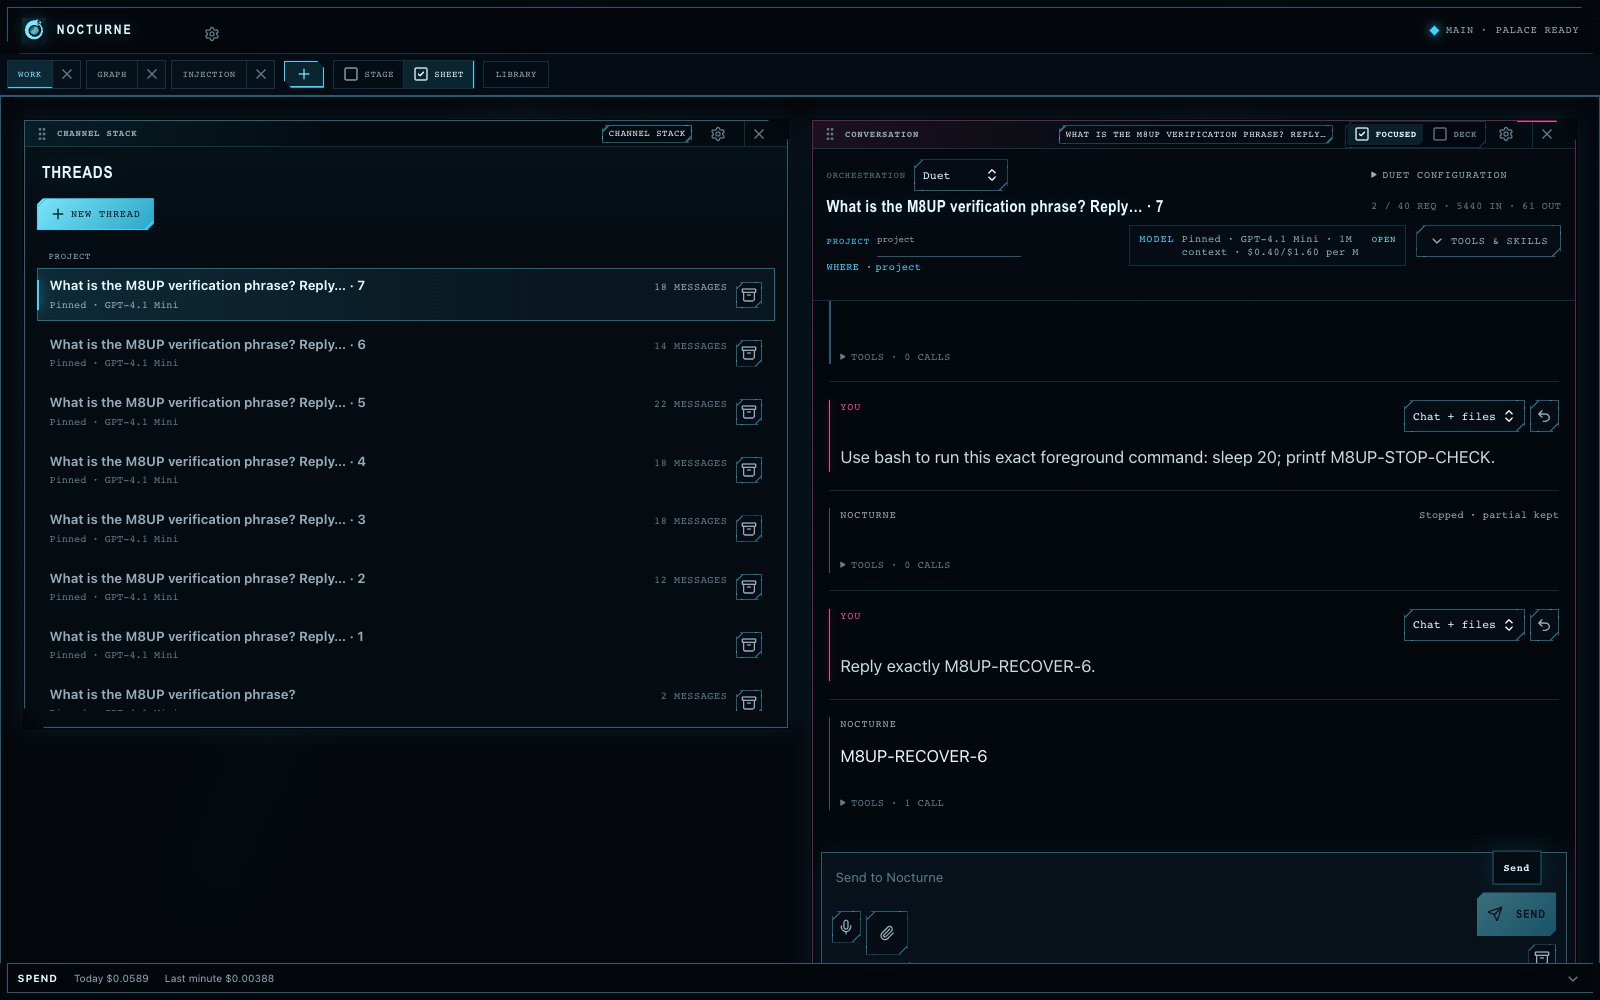 NOCTURNE
MAIN · PALACE READY
WORK
GRAPH
INJECTION
STAGE
SHEET
LIBRARY
CHANNEL STACK
CHANNEL STACK
THREADS
NEW THREAD
PROJECT
What is the M8UP verification phrase? Reply... · 7
18 MESSAGES
Pinned · GPT-4.1 Mini
What is the M8UP verification phrase? Reply... · 6
14 MESSAGES
Pinned · GPT-4.1 Mini
What is the M8UP verification phrase? Reply... · 5
22 MESSAGES
Pinned · GPT-4.1 Mini
What is the M8UP verification phrase? Reply... · 4
18 MESSAGES
Pinned · GPT-4.1 Mini
What is the M8UP verification phrase? Reply... · 3
18 MESSAGES
Pinned · GPT-4.1 Mini
What is the M8UP verification phrase? Reply... · 2
12 MESSAGES
Pinned · GPT-4.1 Mini
What is the M8UP verification phrase? Reply... · 1
Pinned · GPT-4.1 Mini
What is the M8UP verification phrase?
2 MESSAGES
CONVERSATION
WHAT IS THE M8UP VERIFICATION PHRASE? REPLY…
FOCUSED
DECK
ORCHESTRATION
Duet
DUET CONFIGURATION
What is the M8UP verification phrase? Reply... · 7
2 / 40 REQ · 5440 IN · 61 OUT
PROJECT project
WHERE · project
MODEL Pinned · GPT-4.1 Mini · 1M
context · $0.40/$1.60 per M
OPEN
TOOLS & SKILLS
TOOLS · 0 CALLS
YOU
Chat + files
Use bash to run this exact foreground command: sleep 20; printf M8UP-STOP-CHECK.
NOCTURNE
Stopped · partial kept
TOOLS · 0 CALLS
YOU
Chat + files
Reply exactly M8UP-RECOVER-6.
NOCTURNE
M8UP-RECOVER-6
TOOLS · 1 CALL
Send to Nocturne
Send
SEND
SPEND
Today $0.0589
Last minute $0.00388